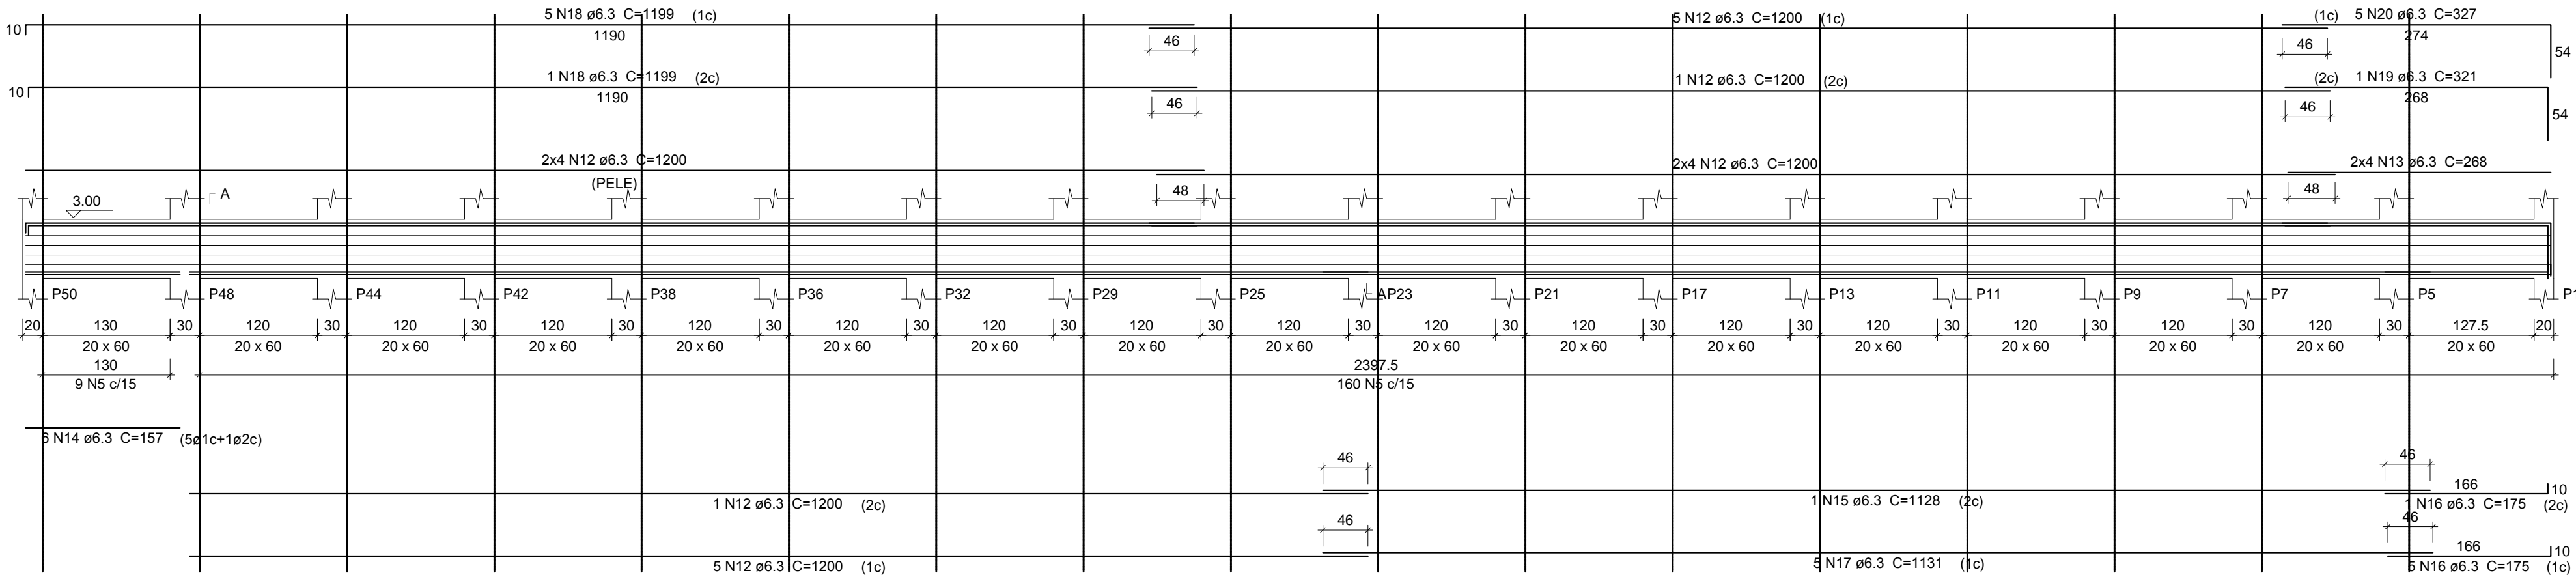 5 N18 ø6.3 C=1199 (1c) 5 N12 ø6.3 C=1200 (1c) (1c) 5 N20 ø6.3 C=327
10 1190 46 46 274 54
1 N18 ø6.3 C=1199 (2c) 1 N12 ø6.3 C=1200 (2c) (2c) 1 N19 ø6.3 C=321
10 1190 46 46 268 54
2x4 N12 ø6.3 C=1200 2x4 N12 ø6.3 C=1200 2x4 N13 ø6.3 C=268
(PELE) 48 48
3.00 A
P50 P48 P44 P42 P38 P36 P32 P29 P25 A P23 P21 P17 P13 P11 P9 P7 P5
20 130 30 120 30 120 30 120 30 120 30 120 30 120 30 120 30 120 30 120 30 120 30 120 30 120 30 120 30 120 30 120 30 127.5 20
20 x 60 20 x 60 20 x 60 20 x 60 20 x 60 20 x 60 20 x 60 20 x 60 20 x 60 20 x 60 20 x 60 20 x 60 20 x 60 20 x 60 20 x 60 20 x 60 20 x 60
130 2397.5
9 N5 c/15 160 N5 c/15
6 N14 ø6.3 C=157 (5ø1c+1ø2c)
46 46
166 10
1 N12 ø6.3 C=1200 (2c) 1 N15 ø6.3 C=1128 (2c) 1 N16 ø6.3 C=175 (2c)
46 46
166 10
5 N12 ø6.3 C=1200 (1c) 5 N17 ø6.3 C=1131 (1c) 5 N16 ø6.3 C=175 (1c)